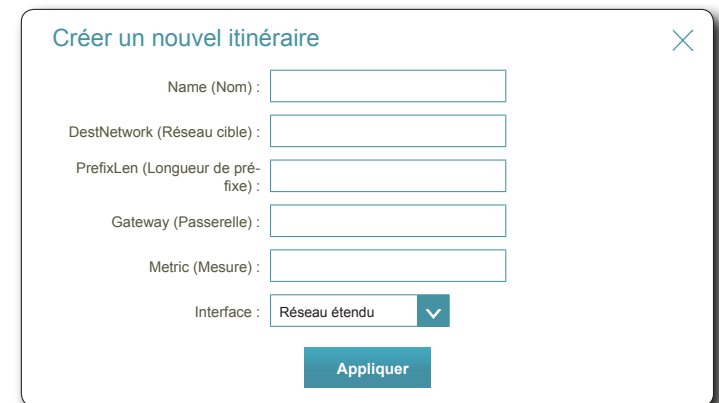 Créer un nouvel itinéraire
Name (Nom) :
DestNetwork (Réseau cible) :
PrefixLen (Longueur de pré-
fixe) :
Gateway (Passerelle) :
Metric (Mesure) :
Interface : Réseau étendu
Appliquer